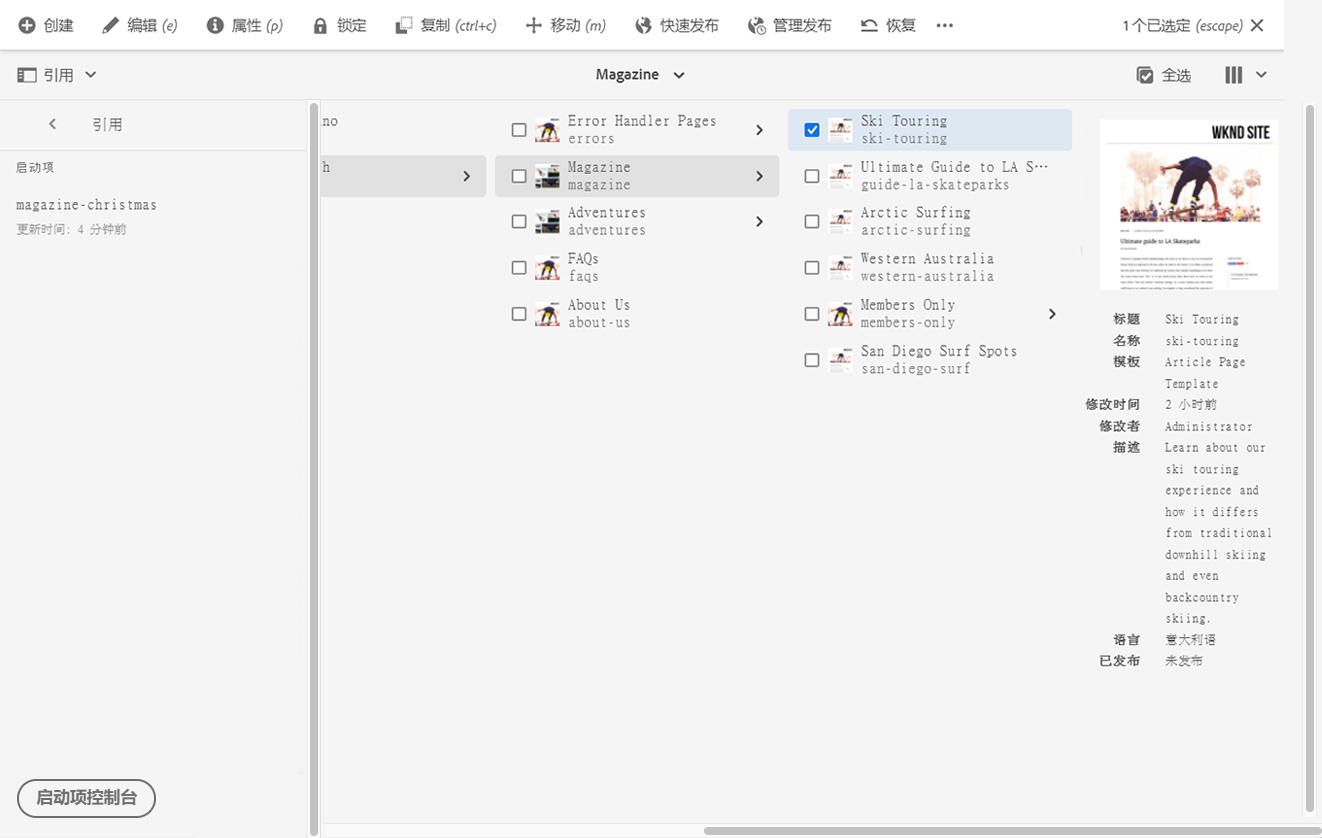 创建 编辑 (e) 属性 (p) 锁定 复制 (ctrl+c) 移动 (m) 快速发布 管理发布 恢复 ••• 1个已选定 (escape)
引用 Magazine 全选
引用
启动项
magazine-christmas
更新时间: 4 分钟前
启动项控制台
no
h
Error Handler Pages
errors
Magazine
magazine
Adventures
adventures
FAQs
faqs
About Us
about-us
Ski Touring
ski-touring
Ultimate Guide to LA S···
guide-la-skateparks
Arctic Surfing
arctic-surfing
Western Australia
western-australia
Members Only
members-only
San Diego Surf Spots
san-diego-surf
WKND SITE
Ultimate guide to LA Skateparks
标题 Ski Touring
名称 ski-touring
模板 Article Page
Template
修改时间 2 小时前
修改者 Administrator
描述 Learn about our
ski touring
experience and
how it differs
from traditional
downhill skiing
and even
backcountry
skiing.
语言 意大利语
已发布 未发布